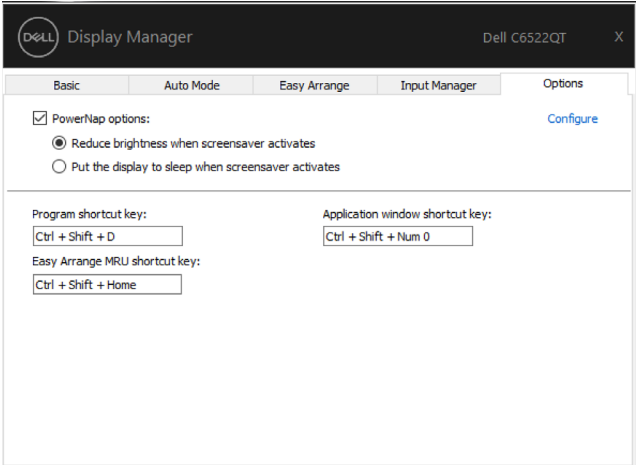 DELL Display Manager Dell C6522QT X
Basic Auto Mode Easy Arrange Input Manager Options
PowerNap options: Configure
Reduce brightness when screensaver activates
Put the display to sleep when screensaver activates
Program shortcut key: Application window shortcut key:
Ctrl + Shift + D Ctrl + Shift + Num 0
Easy Arrange MRU shortcut key:
Ctrl + Shift + Home